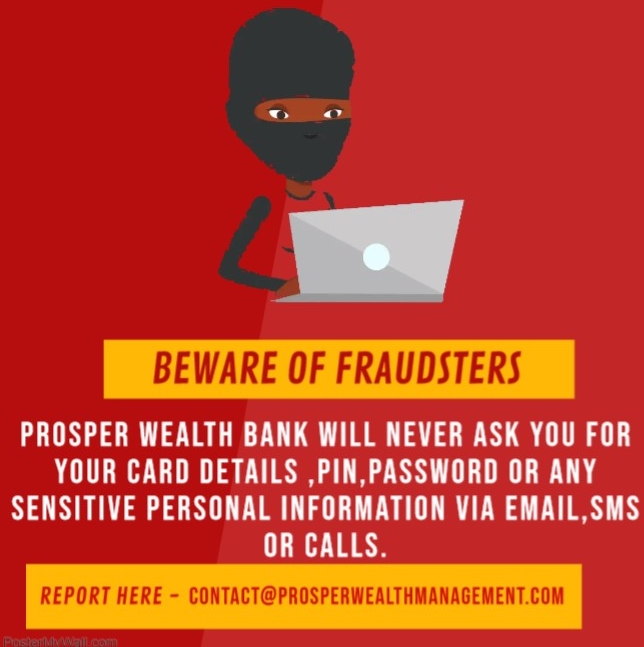 BEWARE OF FRAUDSTERS
PROSPER WEALTH BANK WILL NEVER ASK YOU FOR
YOUR CARD DETAILS ,PIN,PASSWORD OR ANY
SENSITIVE PERSONAL INFORMATION VIA EMAIL,SMS
OR CALLS.
REPORT HERE - CONTACT@PROSPERWEALTHMANAGEMENT.COM
PosterMyWall.com